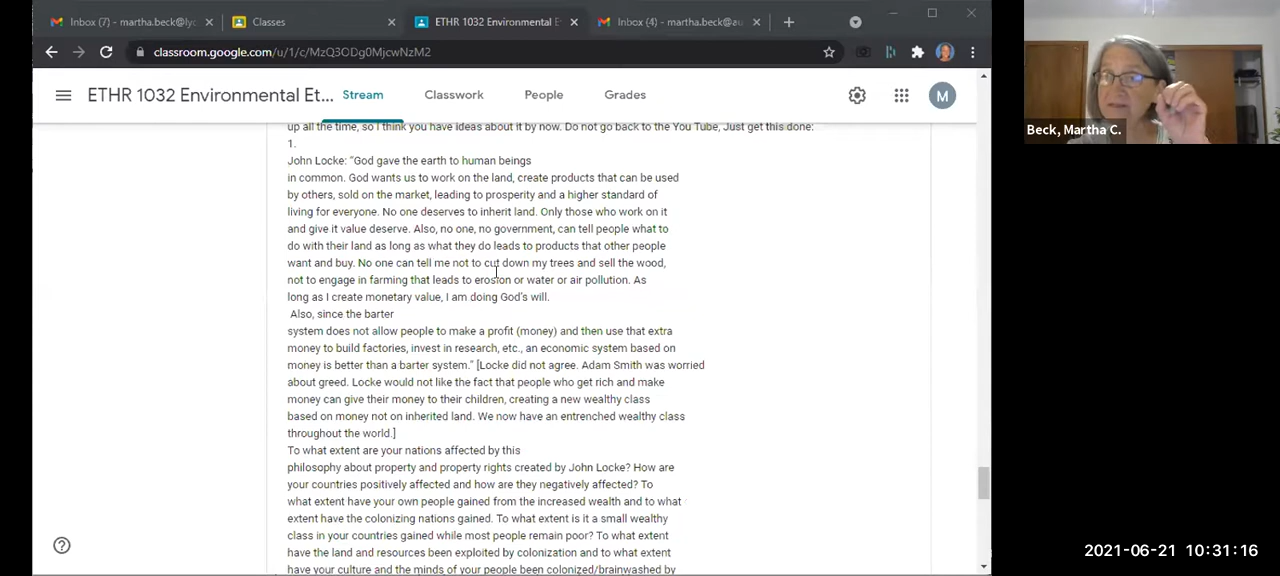 Inbox (7) - martha.beck@lyo
Classes
ETHR 1032 Environmental E
Inbox (4) - martha.beck@au
classroom.google.com/u/1/c/MzQ3ODg0MjcwNzM2
ETHR 1032 Environmental Et...
Stream
Classwork
People
Grades
M
up all the time, so I think you have ideas about it by now. Do not go back to the You Tube, Just get this done:
1.
John Locke: “God gave the earth to human beings
in common. God wants us to work on the land, create products that can be used
by others, sold on the market, leading to prosperity and a higher standard of
living for everyone. No one deserves to inherit land. Only those who work on it
and give it value deserve. Also, no one, no government, can tell people what to
do with their land as long as what they do leads to products that other people
want and buy. No one can tell me not to cut down my trees and sell the wood,
not to engage in farming that leads to erosion or water or air pollution. As
long as I create monetary value, I am doing God's will.
Also, since the barter
system does not allow people to make a profit (money) and then use that extra
money to build factories, invest in research, etc., an economic system based on
money is better than a barter system.” [Locke did not agree. Adam Smith was worried
about greed. Locke would not like the fact that people who get rich and make
money can give their money to their children, creating a new wealthy class
based on money not on inherited land. We now have an entrenched wealthy class
throughout the world.]
To what extent are your nations affected by this
philosophy about property and property rights created by John Locke? How are
your countries positively affected and how are they negatively affected? To
what extent have your own people gained from the increased wealth and to what
extent have the colonizing nations gained. To what extent is it a small wealthy
class in your countries gained while most people remain poor? To what extent
have the land and resources been exploited by colonization and to what extent
have your culture and the minds of your people been colonized/brainwashed by
Beck, Martha C.
2021-06-21 10:31:16